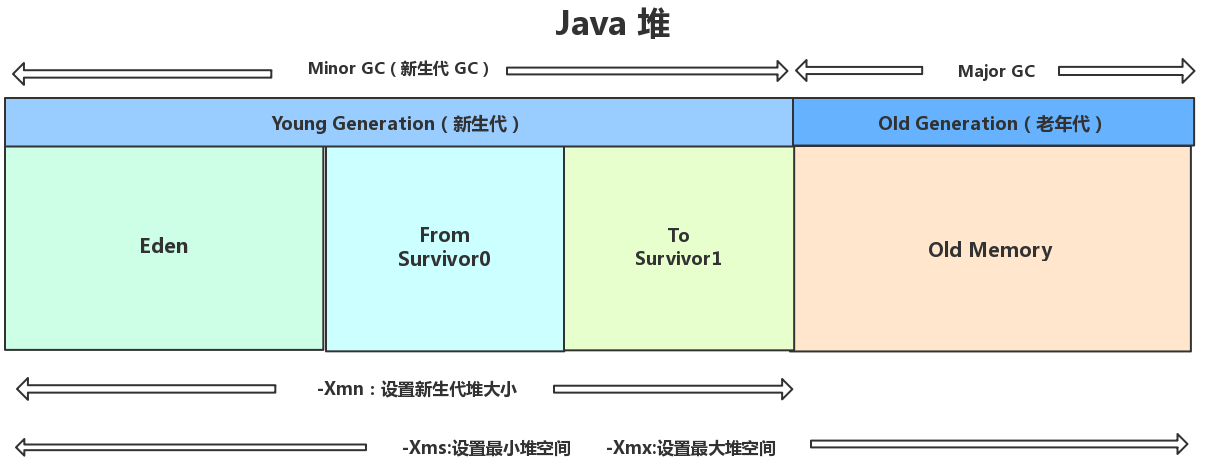 Java 堆
Minor GC（新生代 GC）
Major GC
Young Generation（新生代）
Old Generation（老年代）
Eden
From
Survivor0
To
Survivor1
Old Memory
-Xmn：设置新生代堆大小
-Xms:设置最小堆空间
-Xmx:设置最大堆空间